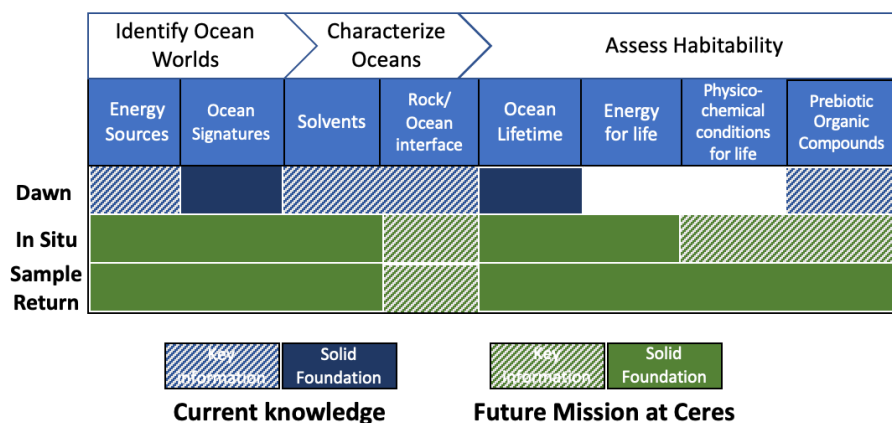 Identify Ocean
Worlds
Characterize
Oceans
Assess Habitability
Energy
Sources
Ocean
Signatures
Solvents
Rock/
Ocean
interface
Ocean
Lifetime
Energy
for life
Physico-
chemical
conditions
for life
Prebiotic
Organic
Compounds
Dawn
In Situ
Sample
Return
Key
information
Solid
Foundation
Key
information
Solid
Foundation
Current knowledge
Future Mission at Ceres